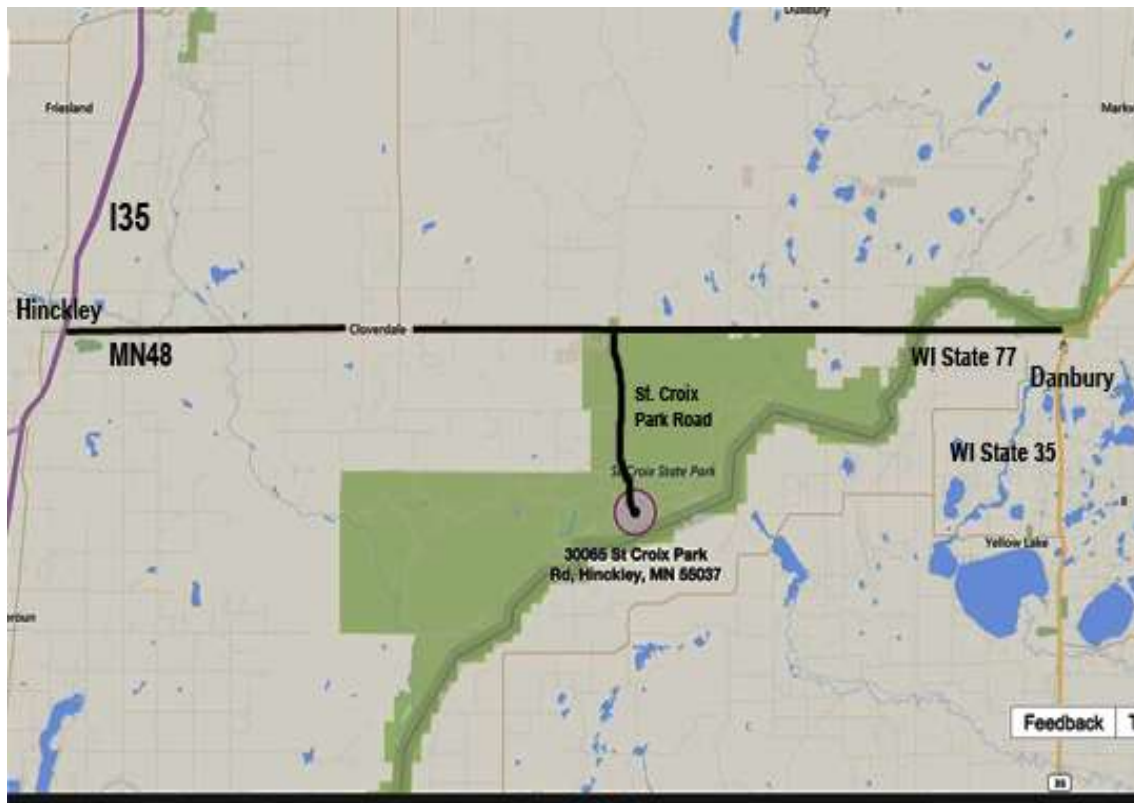 Friesland
I35
Hinckley
Cloverdale
MN48
WI State 77
Danbury
St. Croix
Park Road
WI State 35
St Croix State Park
30065 St Croix Park
Rd, Hinckley, MN 55037
Yellow Lake
Feedback